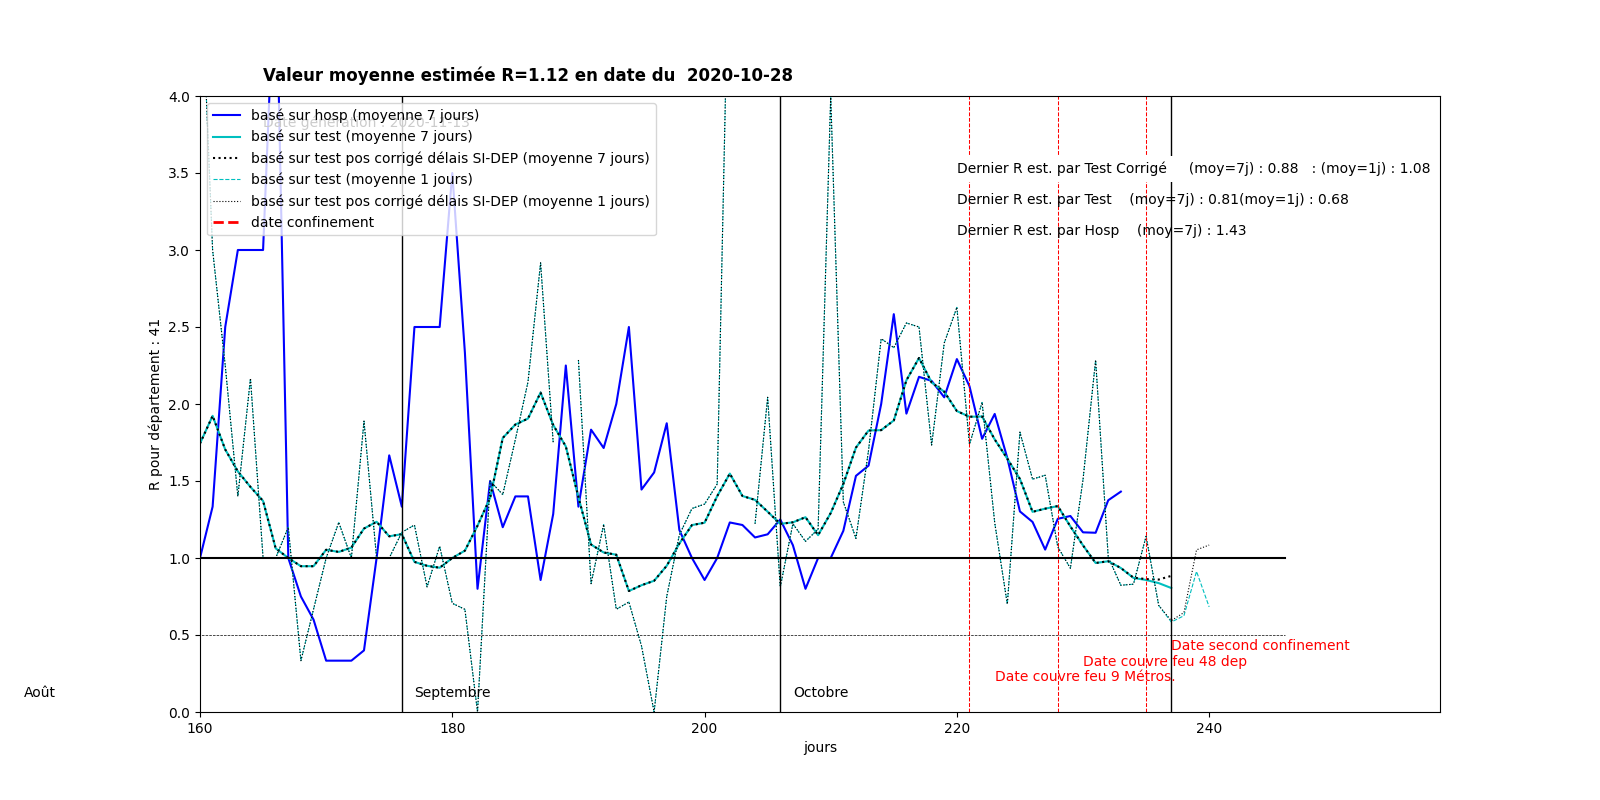 Valeur moyenne estimée R=1.12 en date du 2020-10-28
4.0
3.5
3.0
2.5
2.0
1.5
1.0
0.5
0.0
R pour département : 41
basé sur hosp (moyenne 7 jours)
Date génération : 2020-11-13
basé sur test (moyenne 7 jours)
basé sur test pos corrigé délais SI-DEP (moyenne 7 jours)
basé sur test (moyenne 1 jours)
basé sur test pos corrigé délais SI-DEP (moyenne 1 jours)
date confinement
Dernier R est. par Test Corrigé (moy=7j) : 0.88 : (moy=1j) : 1.08
Dernier R est. par Test (moy=7j) : 0.81(moy=1j) : 0.68
Dernier R est. par Hosp (moy=7j) : 1.43
Date second confinement
Date couvre feu 48 dep
Date couvre feu 9 Métros.
Août
Septembre
Octobre
160
180
200
220
240
jours